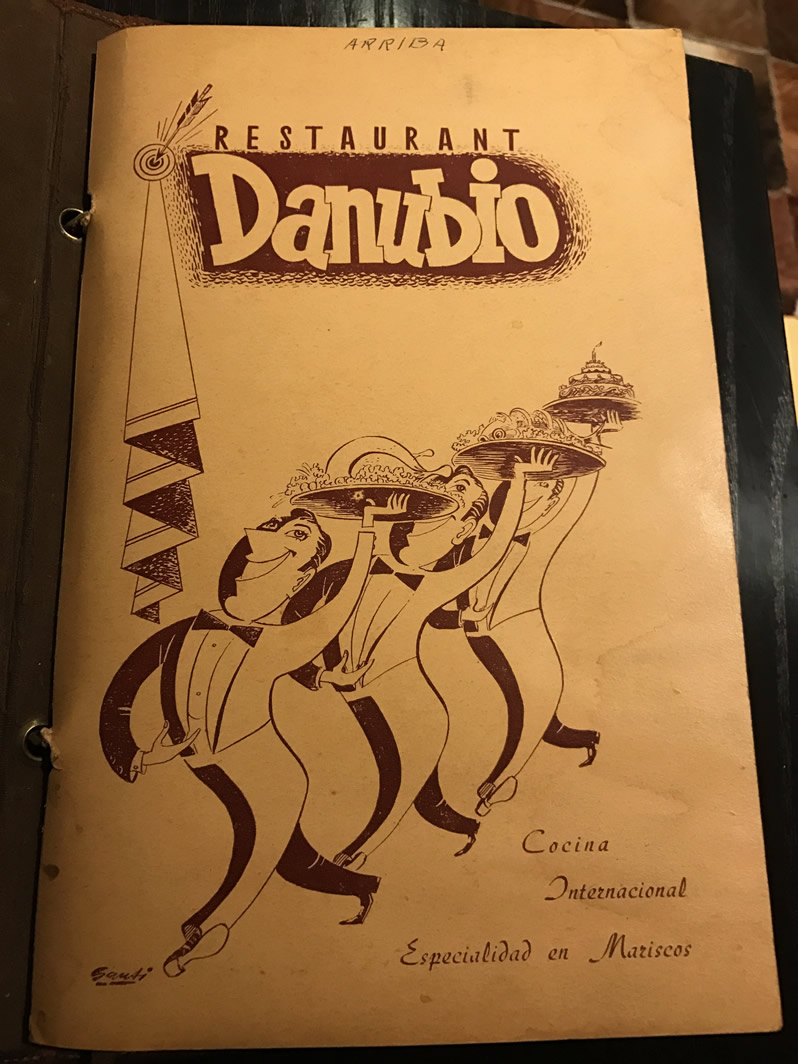 ARRIBA
RESTAURANT
Danubio
Cocina
Internacional
Especialidad en Mariscos